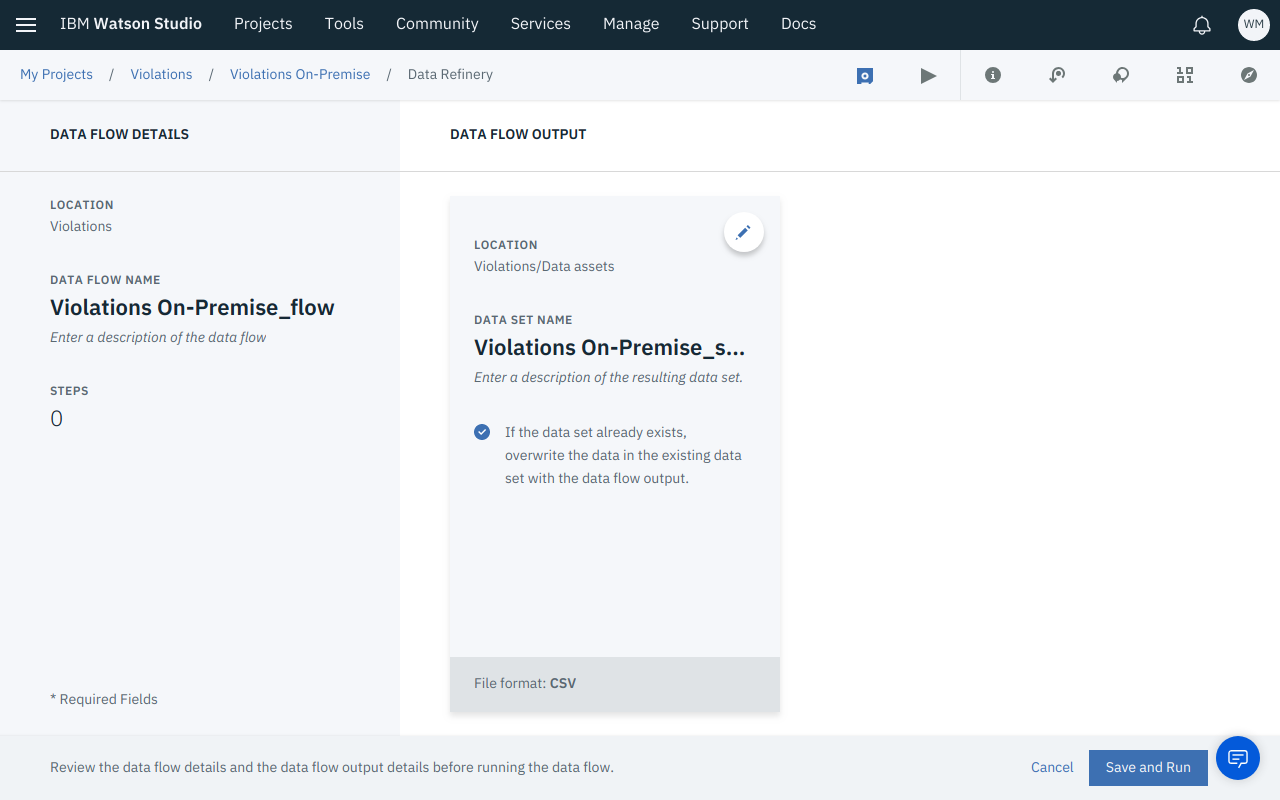 IBM Watson Studio Projects Tools Community Services Manage Support Docs WM
My Projects / Violations / Violations On-Premise / Data Refinery
DATA FLOW DETAILS
LOCATION
Violations
DATA FLOW NAME
Violations On-Premise_flow
Enter a description of the data flow
STEPS
0
* Required Fields
DATA FLOW OUTPUT
LOCATION
Violations/Data assets
DATA SET NAME
Violations On-Premise_s...
Enter a description of the resulting data set.
If the data set already exists,
overwrite the data in the existing data
set with the data flow output.
File format: CSV
Review the data flow details and the data flow output details before running the data flow.
Cancel Save and Run